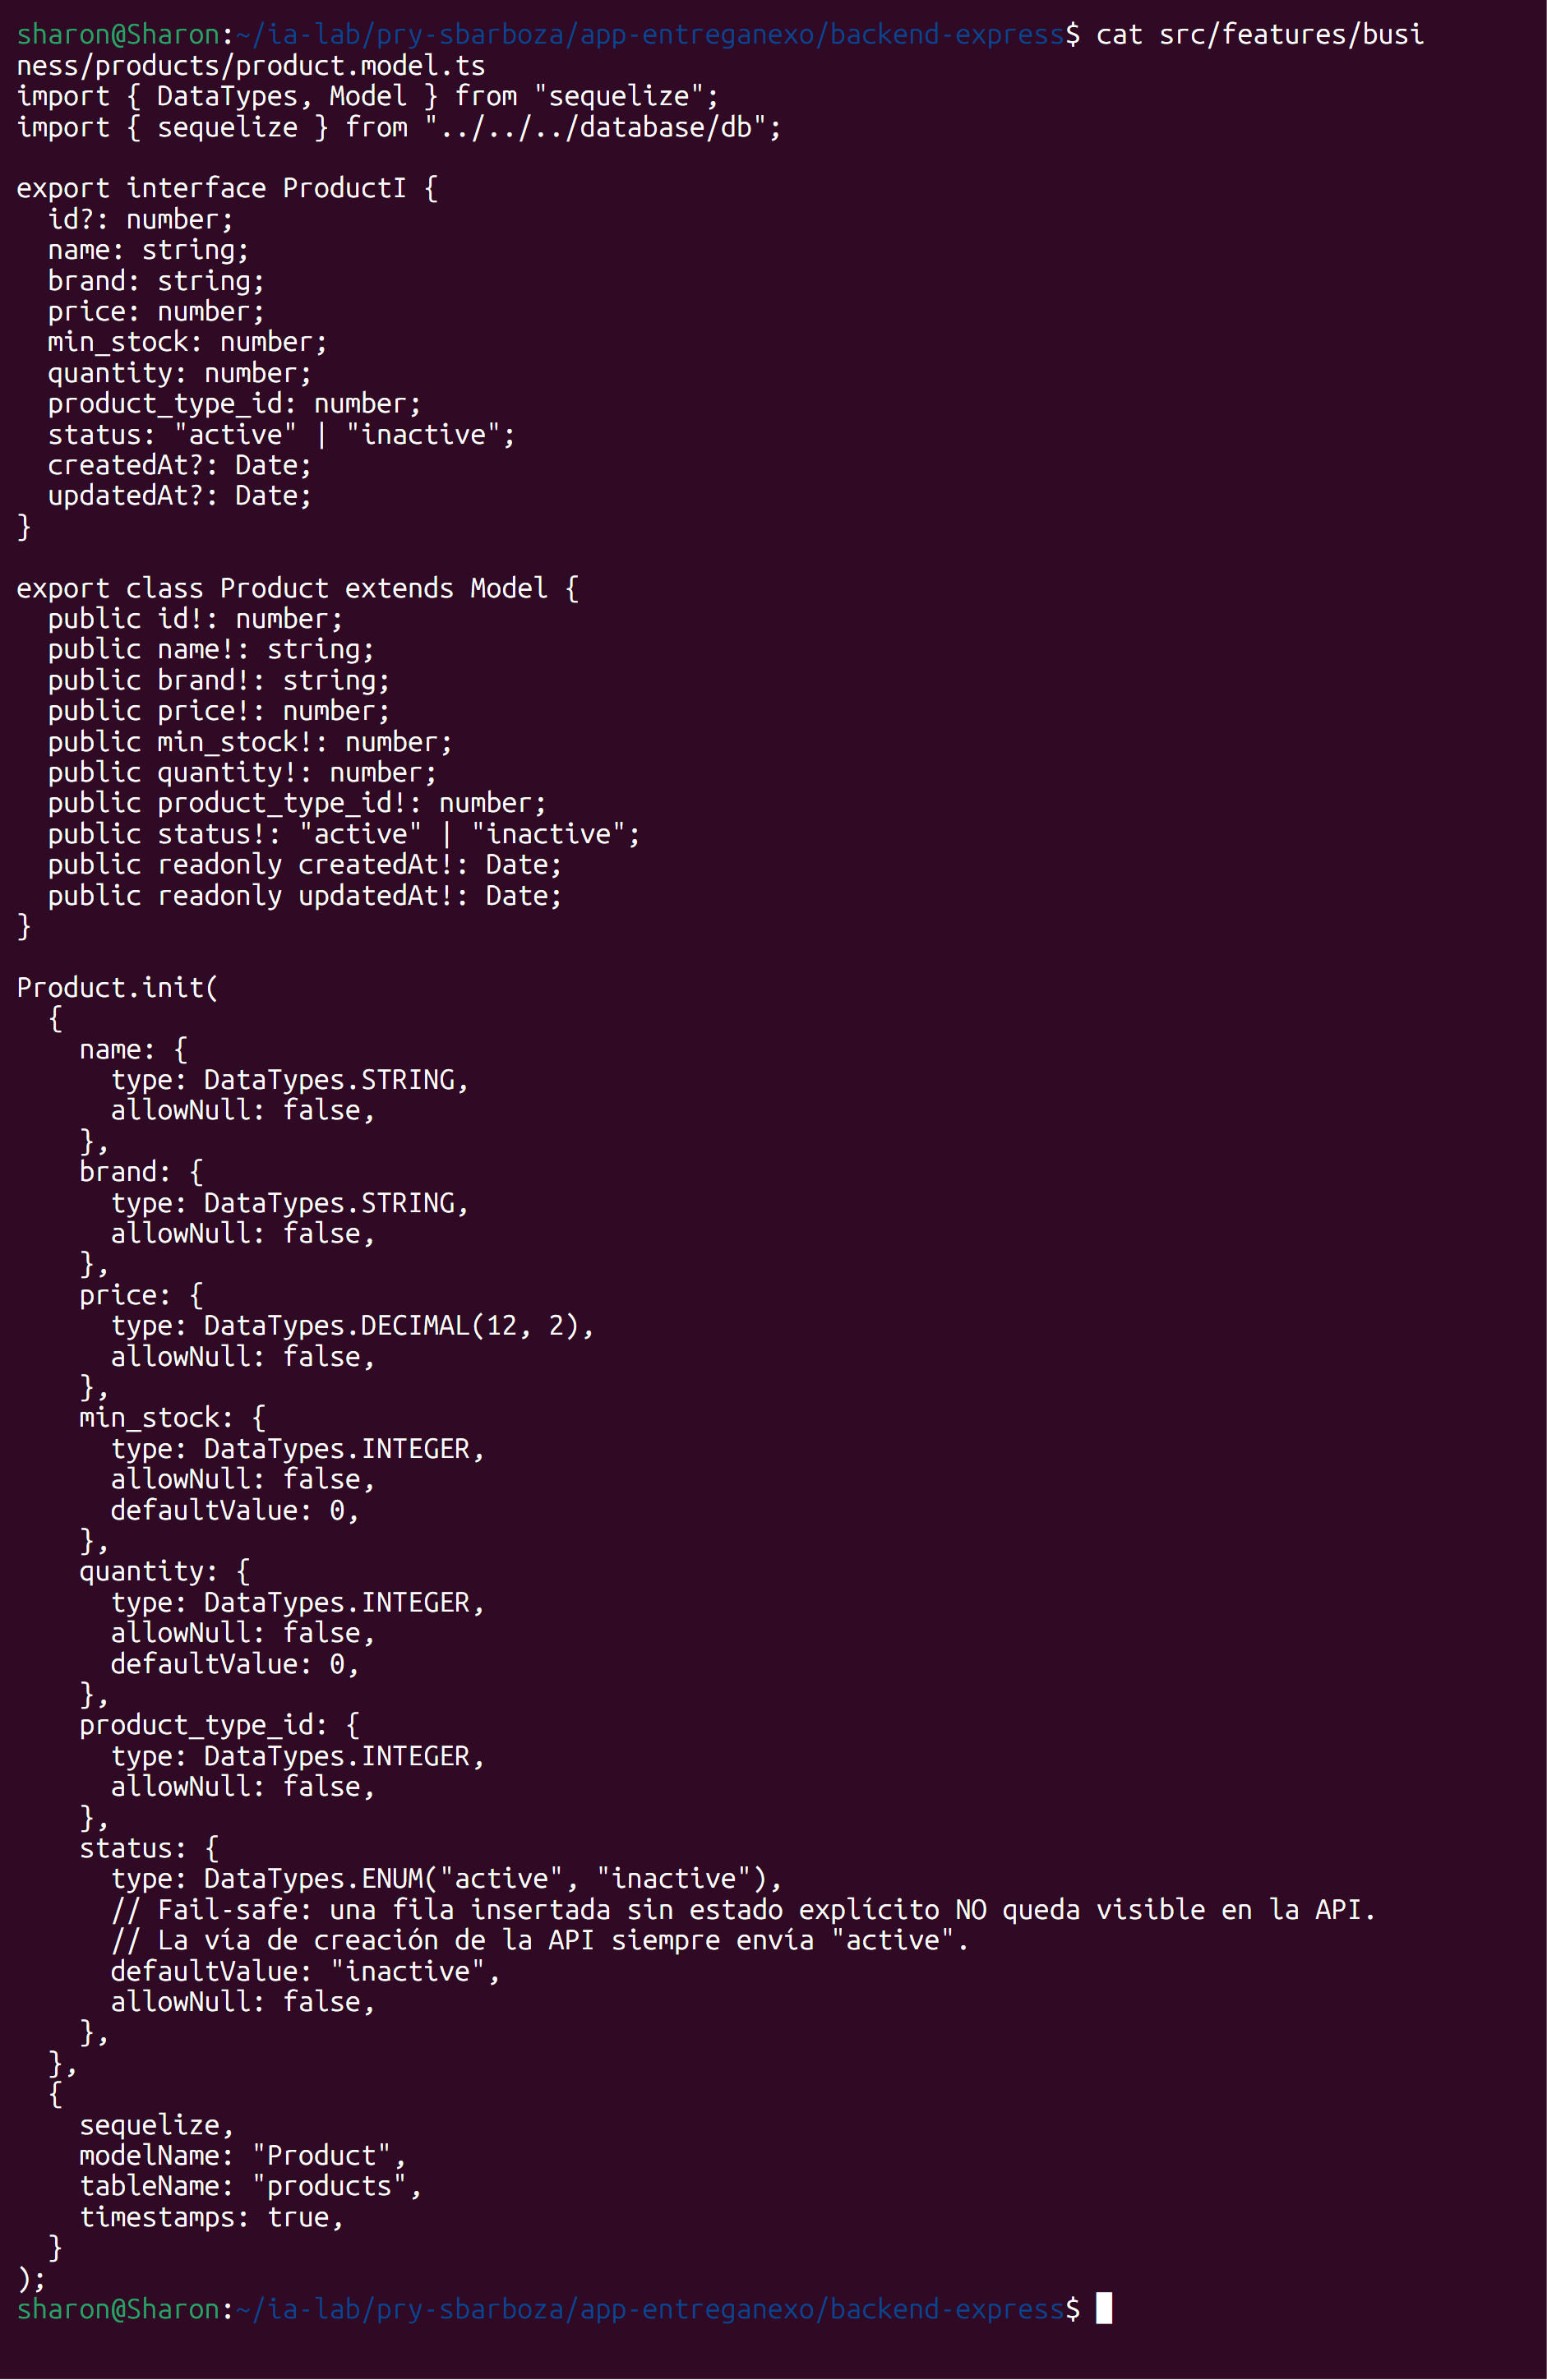 sharon@Sharon:~/ia-lab/pry-sbarboza/app-entreganexo/backend-express$ cat src/features/busi
ness/products/product.model.ts
import { DataTypes, Model } from "sequelize";
import { sequelize } from "../../../database/db";

export interface ProductI {
  id?: number;
  name: string;
  brand: string;
  price: number;
  min_stock: number;
  quantity: number;
  product_type_id: number;
  status: "active" | "inactive";
  createdAt?: Date;
  updatedAt?: Date;
}

export class Product extends Model {
  public id!: number;
  public name!: string;
  public brand!: string;
  public price!: number;
  public min_stock!: number;
  public quantity!: number;
  public product_type_id!: number;
  public status!: "active" | "inactive";
  public readonly createdAt!: Date;
  public readonly updatedAt!: Date;
}

Product.init(
  {
    name: {
      type: DataTypes.STRING,
      allowNull: false,
    },
    brand: {
      type: DataTypes.STRING,
      allowNull: false,
    },
    price: {
      type: DataTypes.DECIMAL(12, 2),
      allowNull: false,
    },
    min_stock: {
      type: DataTypes.INTEGER,
      allowNull: false,
      defaultValue: 0,
    },
    quantity: {
      type: DataTypes.INTEGER,
      allowNull: false,
      defaultValue: 0,
    },
    product_type_id: {
      type: DataTypes.INTEGER,
      allowNull: false,
    },
    status: {
      type: DataTypes.ENUM("active", "inactive"),
      // Fail-safe: una fila insertada sin estado explícito NO queda visible en la API.
      // La vía de creación de la API siempre envía "active".
      defaultValue: "inactive",
      allowNull: false,
    },
  },
  {
    sequelize,
    modelName: "Product",
    tableName: "products",
    timestamps: true,
  }
);
sharon@Sharon:~/ia-lab/pry-sbarboza/app-entreganexo/backend-express$